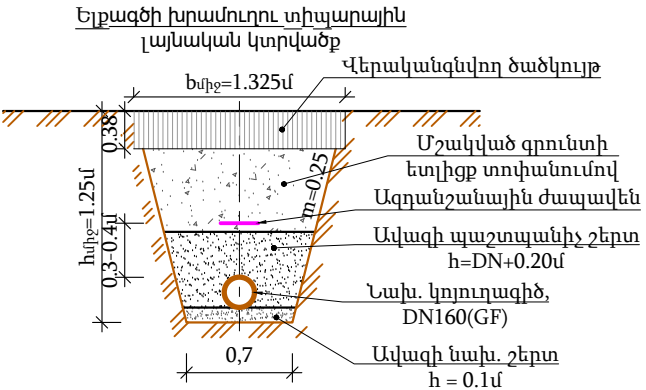 Ելքագծի խրամուղու տիպարային
լայնական կտրվածք
bմիջ=1.325մ
Վերականգնվող ծածկույթ
0.38
Մշակված գրունտի
ետլիցք տոփանումով
m=0.25
Ազդանշանային ժապավեն
hմիջ=1.25մ
0.3-0.4մ
Ավազի պաշտպանիչ շերտ
h=DN+0.20մ
Նախ. կոյուղագիծ,
DN160(GF)
0,7
Ավազի նախ. շերտ
h = 0.1մ